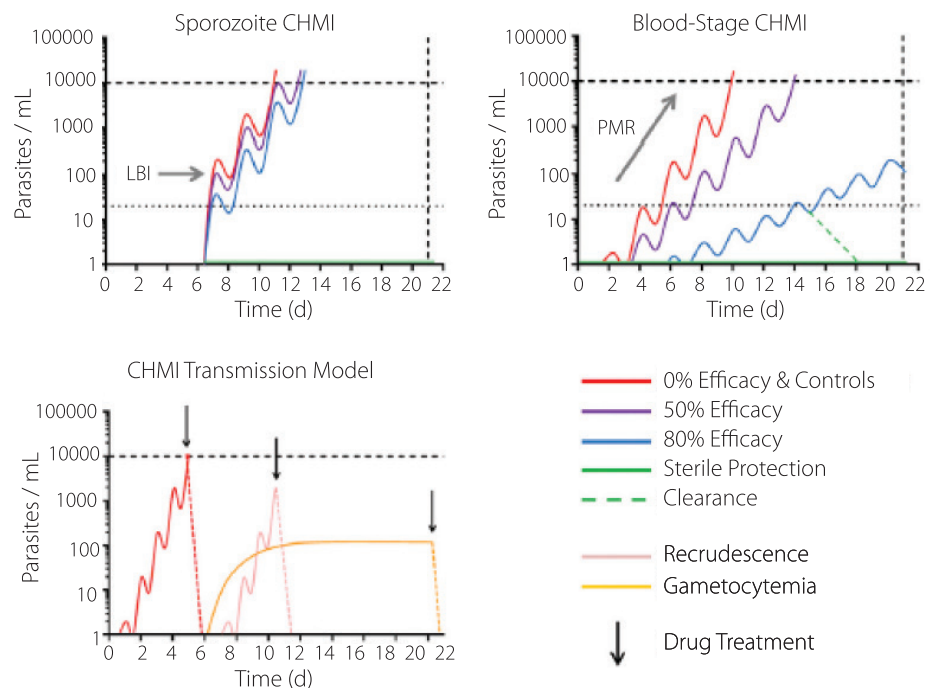 Sporozoite CHMI
Parasites / mL
100000
10000
1000
100
10
1
LBI
0 2 4 6 8 10 12 14 16 18 20 22
Time (d)
Blood-Stage CHMI
Parasites / mL
100000
10000
1000
100
10
1
PMR
0 2 4 6 8 10 12 14 16 18 20 22
Time (d)
CHMI Transmission Model
Parasites / mL
100000
10000
1000
100
10
1
0 2 4 6 8 10 12 14 16 18 20 22
Time (d)
0% Efficacy & Controls
50% Efficacy
80% Efficacy
Sterile Protection
Clearance
Recrudescence
Gametocytemia
Drug Treatment